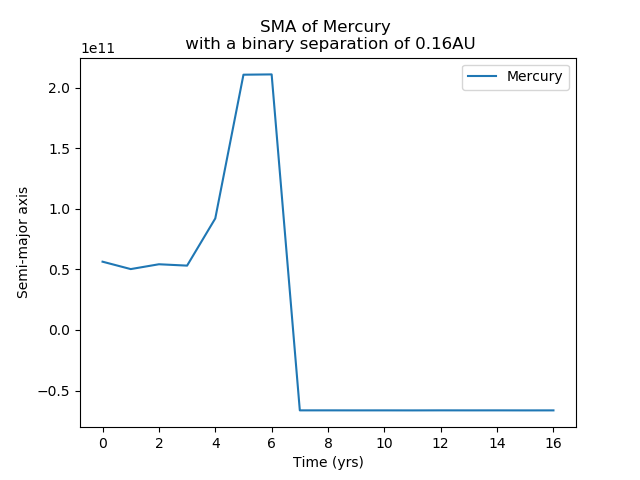 SMA of Mercury
with a binary separation of 0.16AU
1e11
Mercury
2.0
1.5
1.0
0.5
0.0
−0.5
Semi-major axis
0 2 4 6 8 10 12 14 16
Time (yrs)